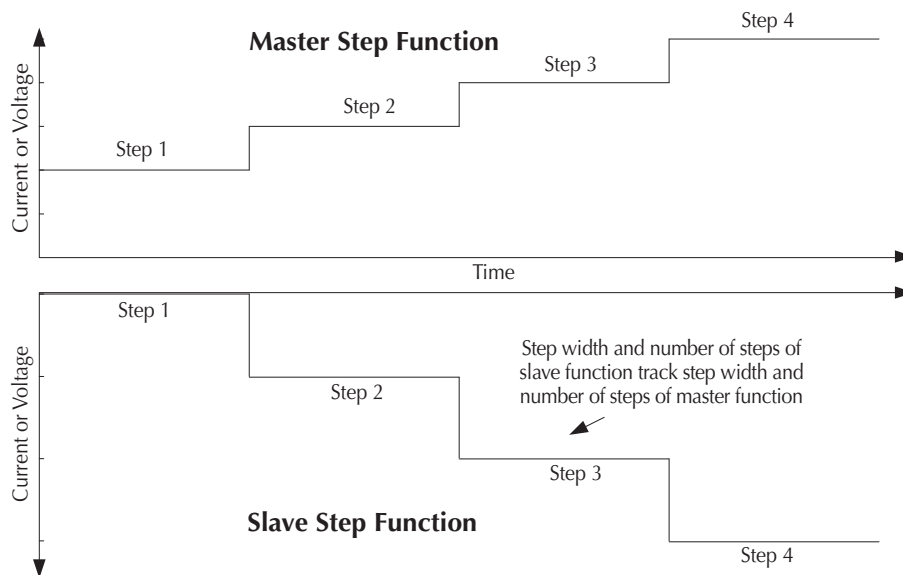 Step 4
Master Step Function
Step 3
Step 2
Step 1
Current or Voltage
Time
Step 1
Step width and number of steps of
slave function track step width and
number of steps of master function
Step 2
Current or Voltage
Step 3
Slave Step Function
Step 4